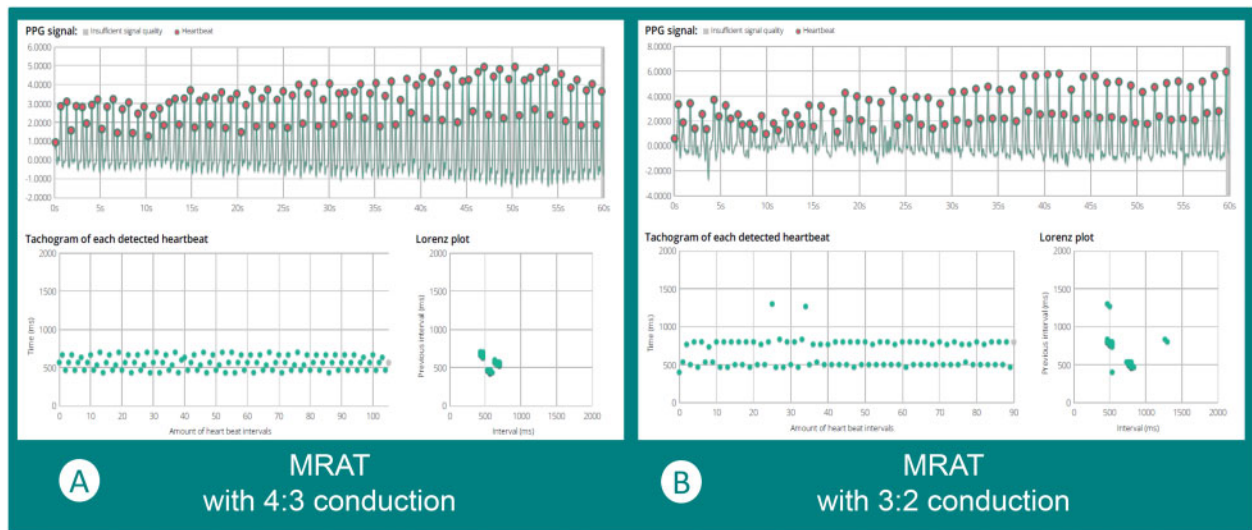 PPG signal: Insufficient signal quality Heartbeat
6.0000
5.0000
4.0000
3.0000
2.0000
1.0000
0.0000
-1.0000
-2.0000
0s 5s 10s 15s 20s 25s 30s 35s 40s 45s 50s 55s 60s
Tachogram of each detected heartbeat
2000
1500
1000
500
0
Time (ms)
0 10 20 30 40 50 60 70 80 90 100
Amount of heart beat intervals
Lorenz plot
2000
1500
1000
500
0
Previous interval (ms)
0 500 1000 1500 2000
Interval (ms)
A
MRAT
with 4:3 conduction
PPG signal: Insufficient signal quality Heartbeat
8.0000
6.0000
4.0000
2.0000
0.0000
-2.0000
-4.0000
0s 5s 10s 15s 20s 25s 30s 35s 40s 45s 50s 55s 60s
Tachogram of each detected heartbeat
2000
1500
1000
500
0
Time (ms)
0 10 20 30 40 50 60 70 80 90
Amount of heart beat intervals
Lorenz plot
2000
1500
1000
500
0
Previous interval (ms)
0 500 1000 1500 2000
Interval (ms)
B
MRAT
with 3:2 conduction